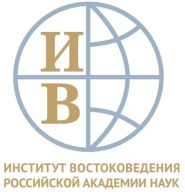 И
В
ИНСТИТУТ ВОСТОКОВЕДЕНИЯ
РОССИЙСКОЙ АКАДЕМИИ НАУК